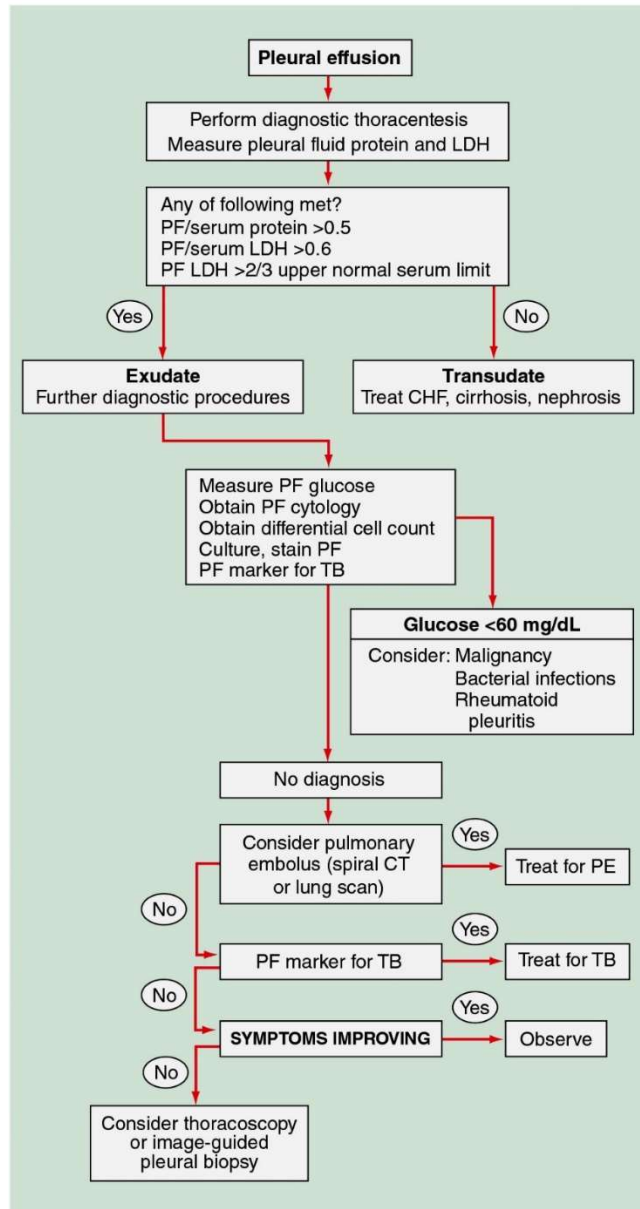 Pleural effusion
Perform diagnostic thoracentesis
Measure pleural fluid protein and LDH
Any of following met?
PF/serum protein >0.5
PF/serum LDH >0.6
PF LDH >2/3 upper normal serum limit
Yes
No
Exudate
Further diagnostic procedures
Transudate
Treat CHF, cirrhosis, nephrosis
Measure PF glucose
Obtain PF cytology
Obtain differential cell count
Culture, stain PF
PF marker for TB
Glucose <60 mg/dL
Consider: Malignancy
Bacterial infections
Rheumatoid
pleuritis
No diagnosis
Consider pulmonary
embolus (spiral CT
or lung scan)
Yes
Treat for PE
No
PF marker for TB
Yes
Treat for TB
No
SYMPTOMS IMPROVING
Yes
Observe
No
Consider thoracoscopy
or image-guided
pleural biopsy